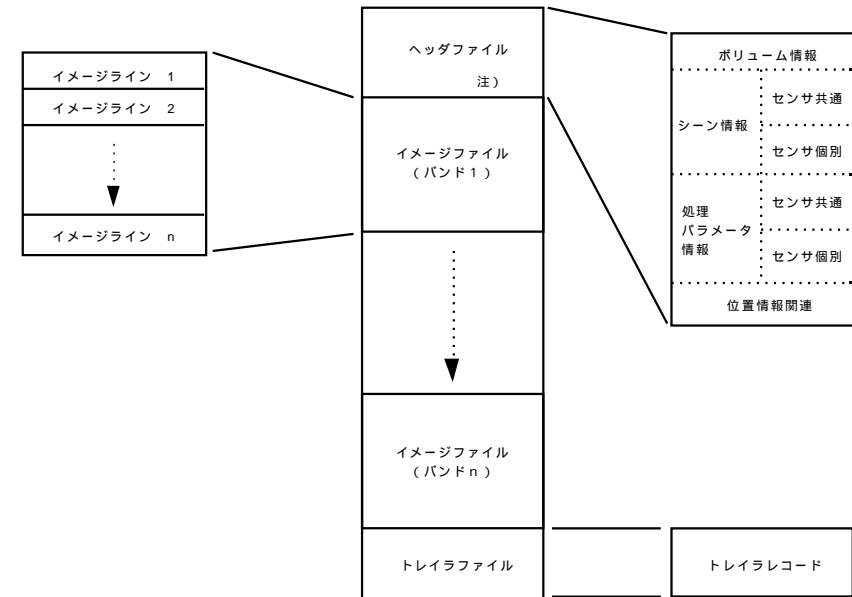 イメージライン 1
イメージライン 2
イメージライン n
ヘッダファイル
注)
イメージファイル
(バンド1)
イメージファイル
(バンドn)
トレイラファイル
ボリューム情報
シーン情報
センサ共通
センサ個別
処理
パラメータ
情報
センサ共通
センサ個別
位置情報関連
トレイラレコード